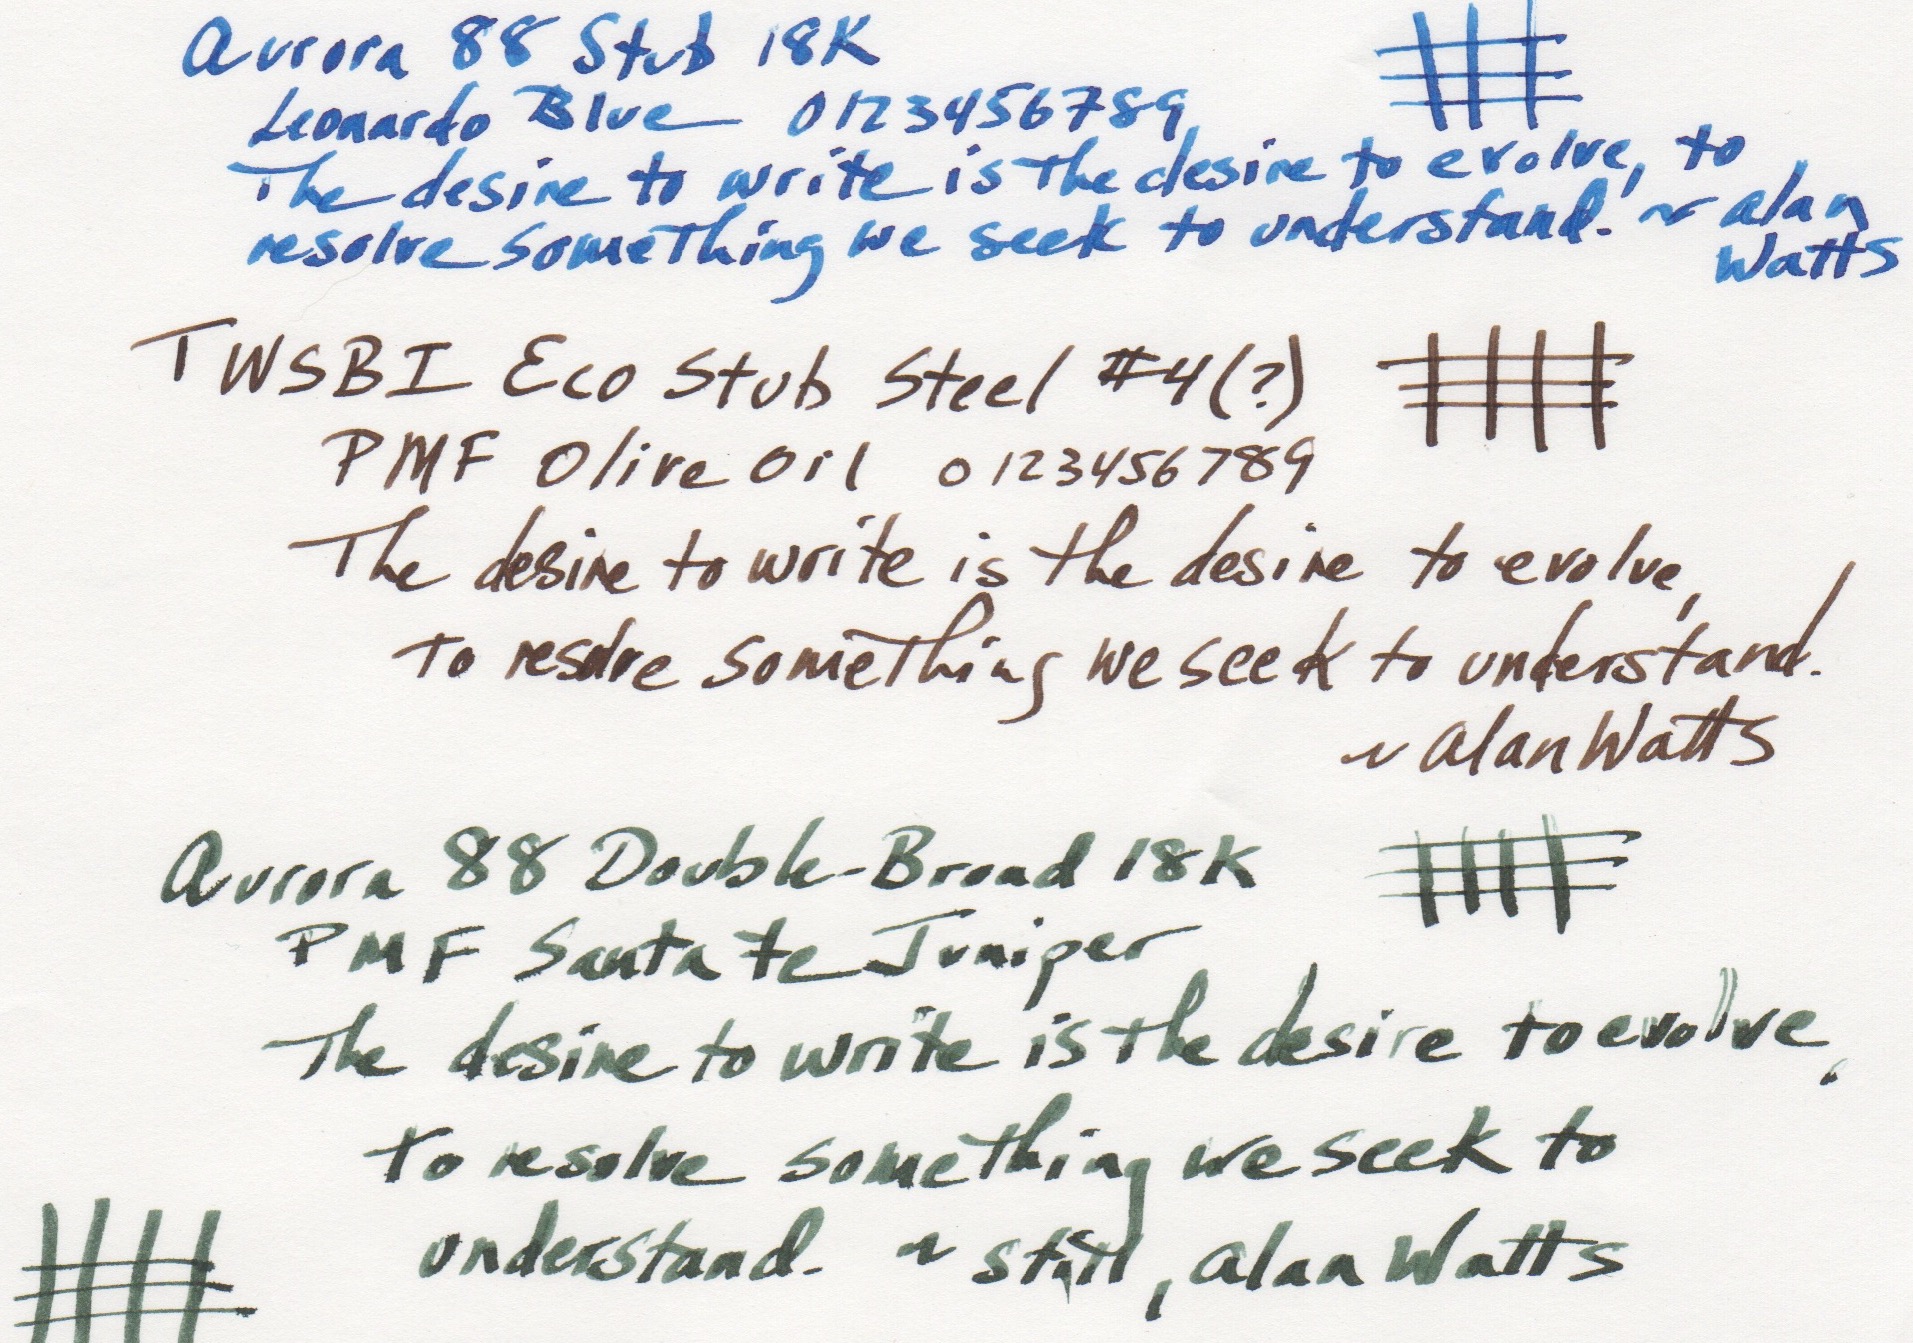 Aurora 88 Stub 18K
Leonardo Blue 0123456789
The desire to write is the desire to evolve, to
resolve something we seek to understand. ~ Alan
Watts
TWSBI Eco Stub Steel #4(?)
PMF Olive Oil 0123456789
The desire to write is the desire to evolve,
to resolve something we seek to understand.
~ Alan Watts
Aurora 88 Double-Broad 18K
PMF Santa Fe Juniper
The desire to write is the desire to evolve,
to resolve something we seek to
understand. ~ still, Alan Watts